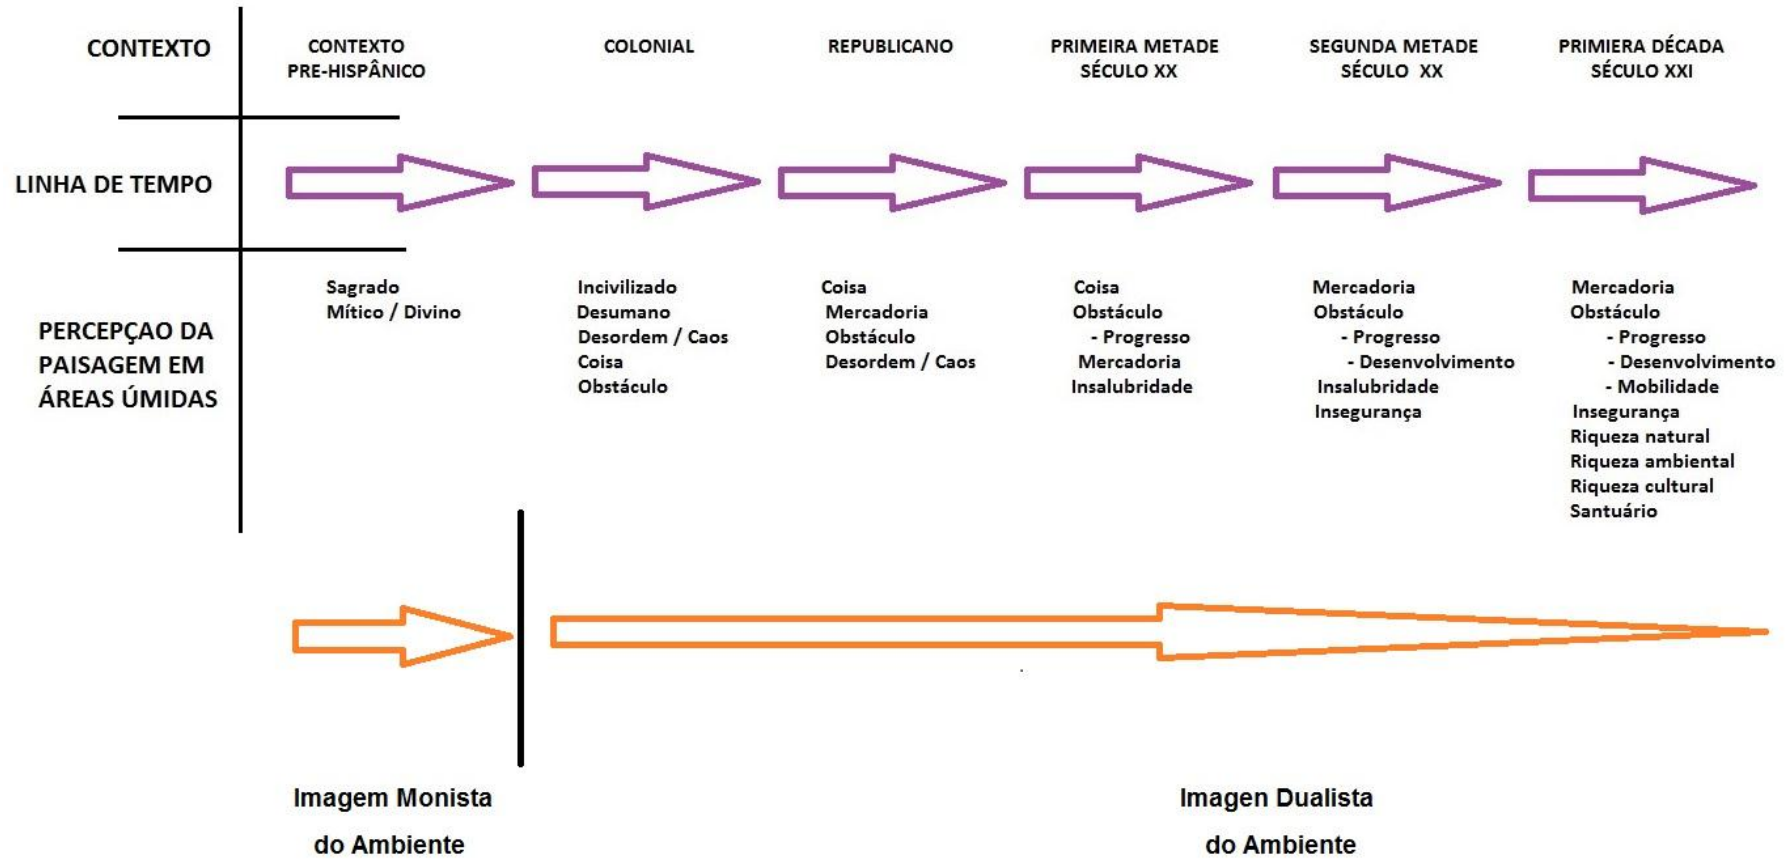 CONTEXTO
CONTEXTO
PRE-HISPÂNICO
COLONIAL
REPUBLICANO
PRIMEIRA METADE
SÉCULO XX
SEGUNDA METADE
SÉCULO XX
PRIMIERA DÉCADA
SÉCULO XXI
LINHA DE TEMPO
PERCEPÇAO DA
PAISAGEM EM
ÁREAS ÚMIDAS
Sagrado
Mítico / Divino
Incivilizado
Desumano
Desordem / Caos
Coisa
Obstáculo
Coisa
Mercadoria
Obstáculo
Desordem / Caos
Coisa
Obstáculo
- Progresso
Mercadoria
Insalubridade
Mercadoria
Obstáculo
- Progresso
- Desenvolvimento
Insalubridade
Insegurança
Mercadoria
Obstáculo
- Progresso
- Desenvolvimento
- Mobilidade
Insegurança
Riqueza natural
Riqueza ambiental
Riqueza cultural
Santuário
Imagem Monista
do Ambiente
Imagen Dualista
do Ambiente